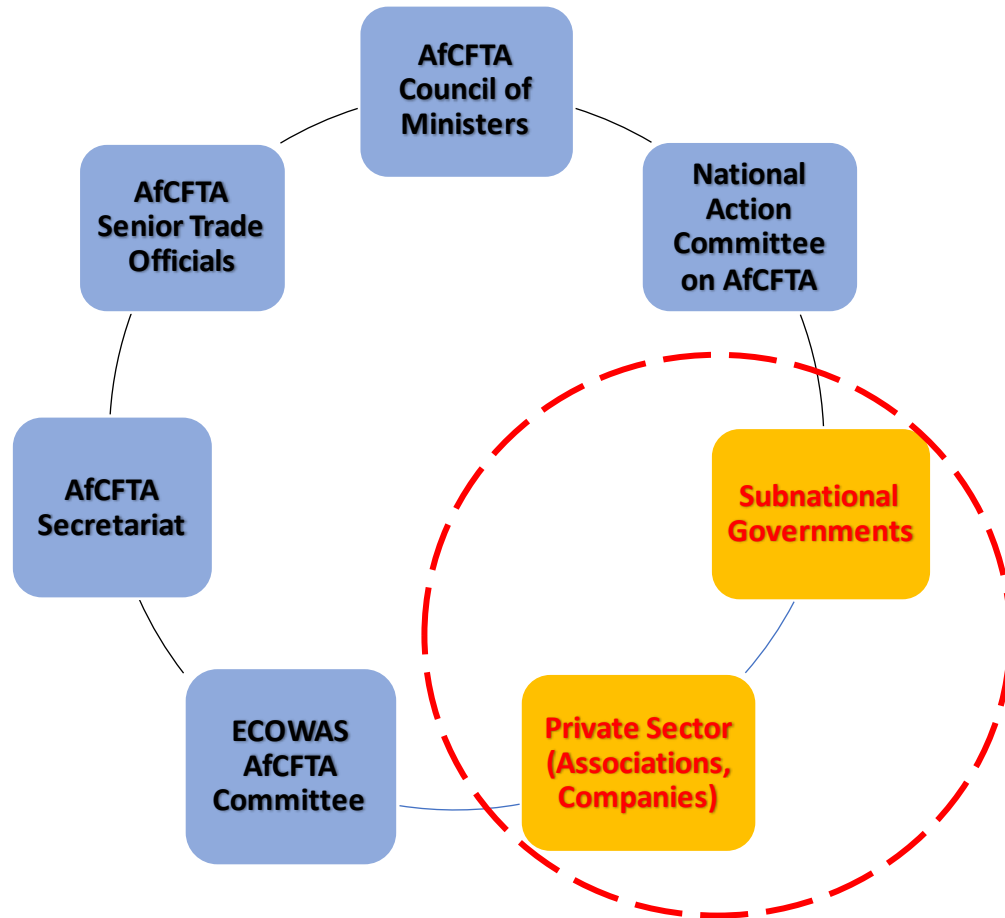 AfCFTA
Council of
Ministers
National
Action
Committee
on AfCFTA
Subnational
Governments
Private Sector
(Associations,
Companies)
ECOWAS
AfCFTA
Committee
AfCFTA
Secretariat
AfCFTA
Senior Trade
Officials